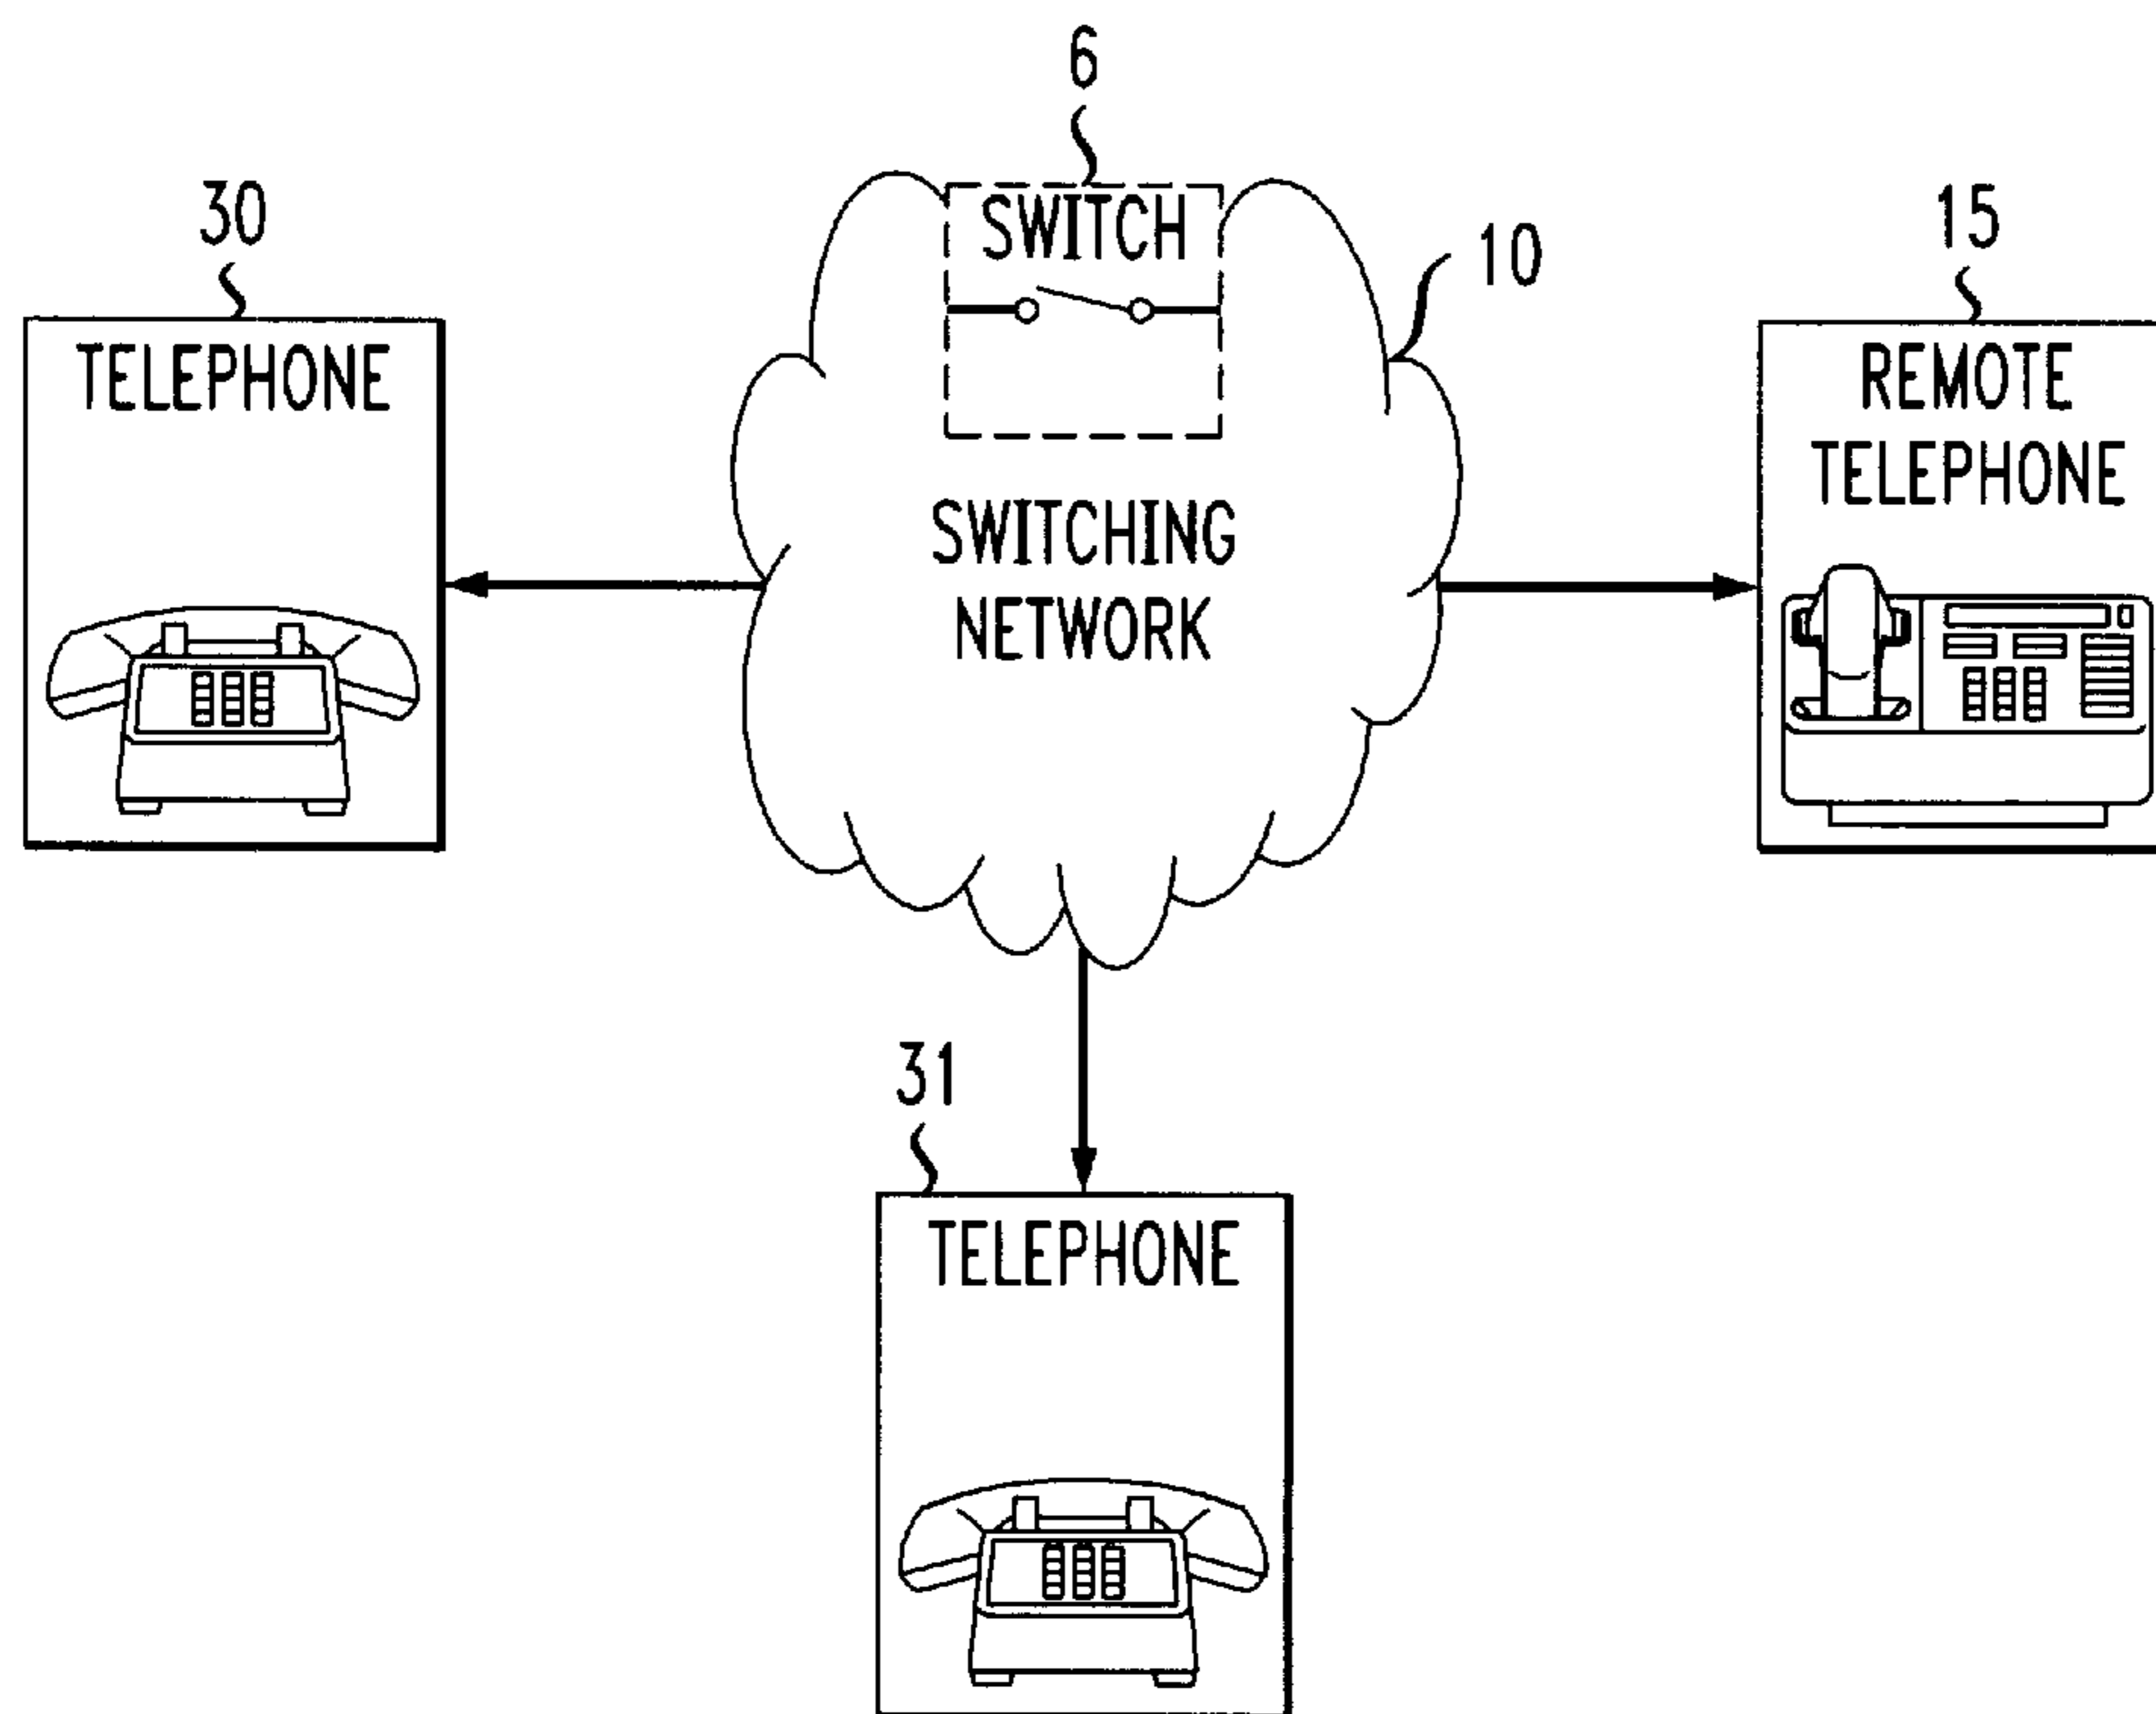 6
30
SWITCH
10
15
TELEPHONE
REMOTE
TELEPHONE
SWITCHING
NETWORK
31
TELEPHONE